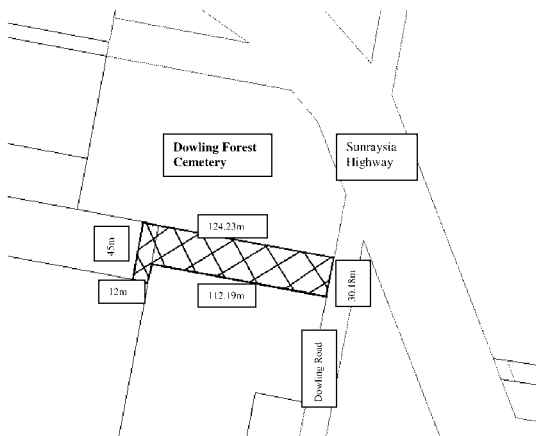 Dowling Forest
Cemetery
Sunraysia
Highway
124.23m
45m
12m
112.19m
30.18m
Dowling Road